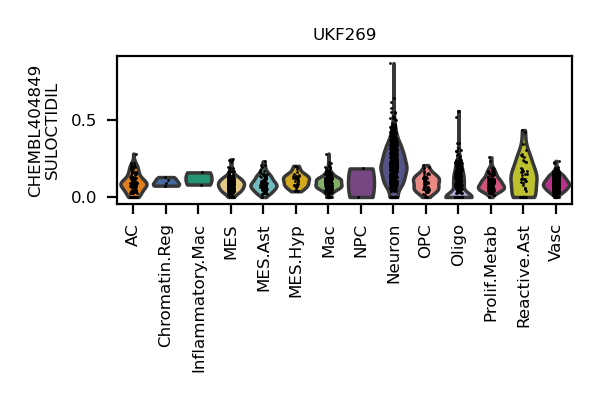 UKF269
CHEMBL404849
SULOCTIDIL
0.5
0.0
AC
Chromatin.Reg
Inflammatory.Mac
MES
MES.Ast
MES.Hyp
Mac
NPC
Neuron
OPC
Oligo
Prolif.Metab
Reactive.Ast
Vasc